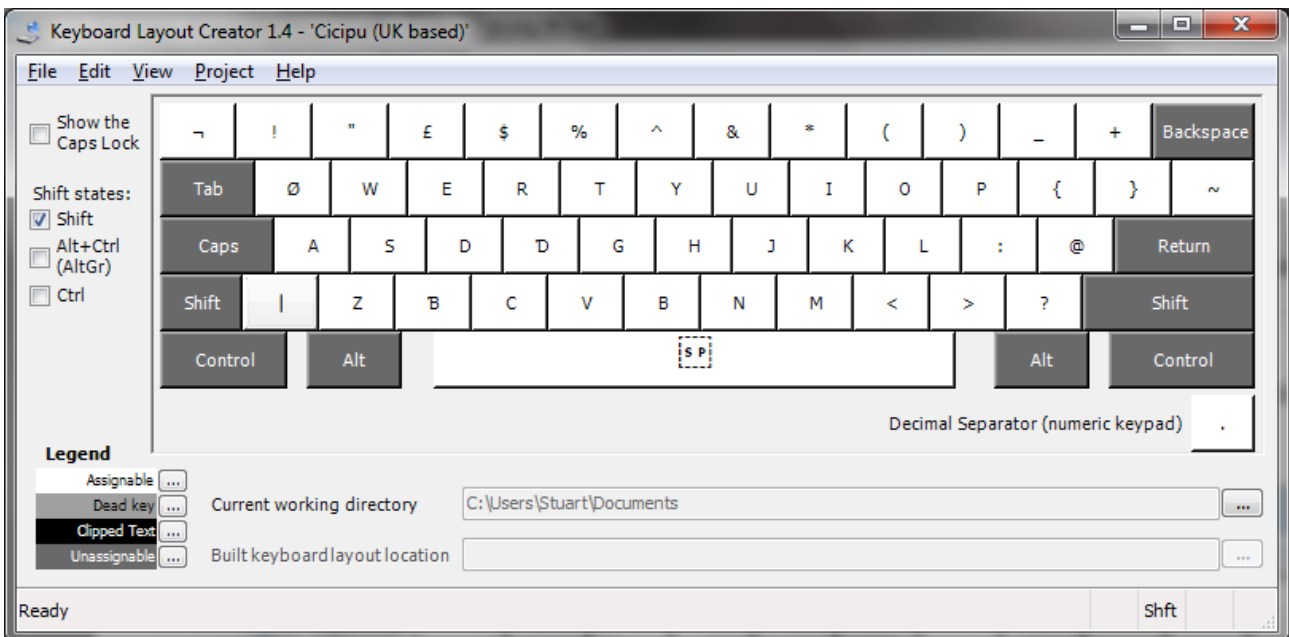 Keyboard Layout Creator 1.4 - 'Cicipu (UK based)'
File Edit View Project Help
Show the Caps Lock
Shift states:
Shift
Alt+Ctrl (AltGr)
Ctrl
¬ ! " £ $ % ^ & * ( ) _ + Backspace
Tab Ø W E R T Y U I O P { } ~
Caps A S D Ɗ G H J K L : @ Return
Shift | Z Ɓ C V B N M < > ? Shift
Control Alt SP Alt Control
Decimal Separator (numeric keypad) .
Legend
Assignable ...
Dead key ...
Clipped Text ...
Unassignable ...
Current working directory C:\Users\Stuart\Documents ...
Built keyboard layout location ...
Ready Shft